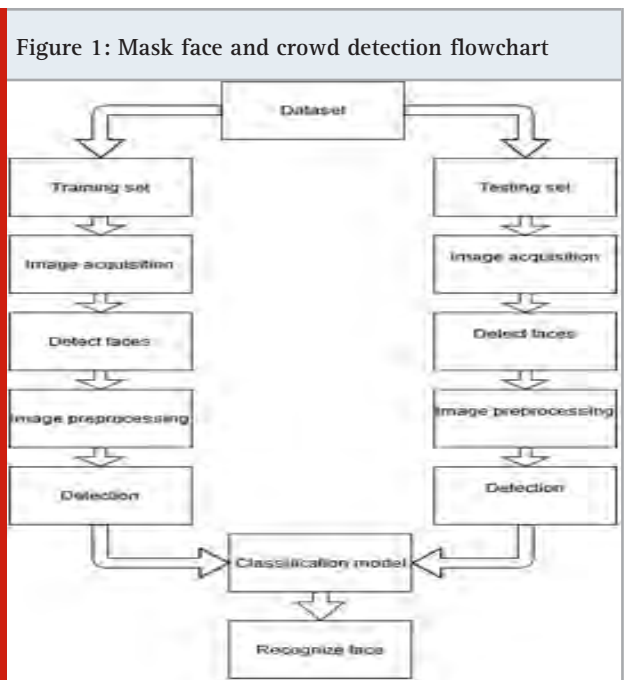 Figure 1: Mask face and crowd detection flowchart
Dataset
Training set
Testing set
Image acquisition
Image acquisition
Detect faces
Detect faces
Image preprocessing
Image preprocessing
Detection
Detection
Classification model
Recognize face